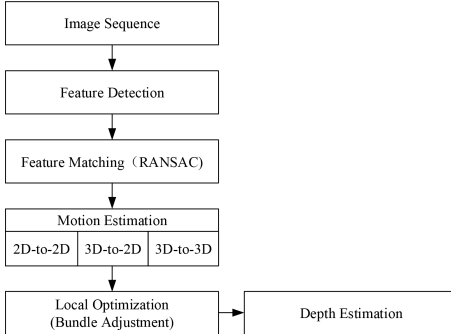 Image Sequence
Feature Detection
Feature Matching（RANSAC)
Motion Estimation
2D-to-2D 3D-to-2D 3D-to-3D
Local Optimization
(Bundle Adjustment)
Depth Estimation